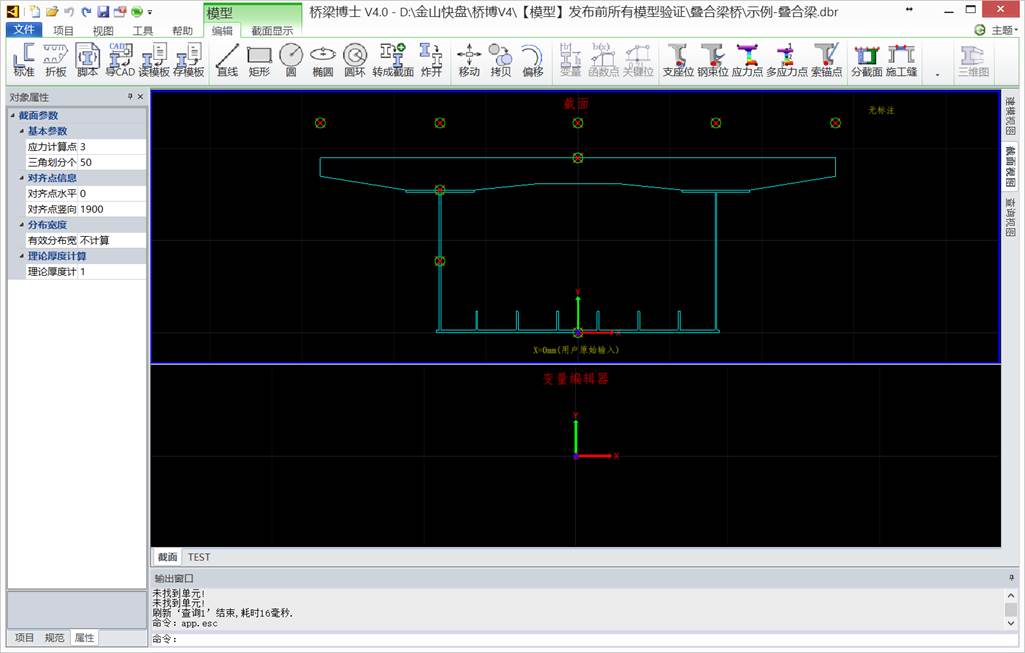 模型
桥梁博士 V4.0 - D:\金山快盘\桥博V4\【模型】发布前所有模型验证\叠合梁桥\示例-叠合梁.dbr
文件 项目 视图 工具 帮助 编辑 截面显示 主题
标准 折板 脚本 导CAD 读模板 存模板 直线 矩形 圆 椭圆 圆环 转成截面 炸开 移动 拷贝 偏移 变量 函数点 关键位 支座位 钢束位 应力点 多应力点 索锚点 分截面 施工缝 三维图
对象属性
截面参数
基本参数
应力计算点 3
三角划分个 50
对齐点信息
对齐点水平 0
对齐点竖向 1900
分布宽度
有效分布宽 不计算
理论厚度计算
理论厚度计 1
截面
无标注
Y
X
X=0mm(用户原始输入)
变量编辑器
Y
X
建模视图
截面视图
查询视图
截面 TEST
输出窗口
未找到单元!
未找到单元!
刷新‘查询1’结束,耗时16毫秒.
命令: app.esc
命令:
项目 规范 属性